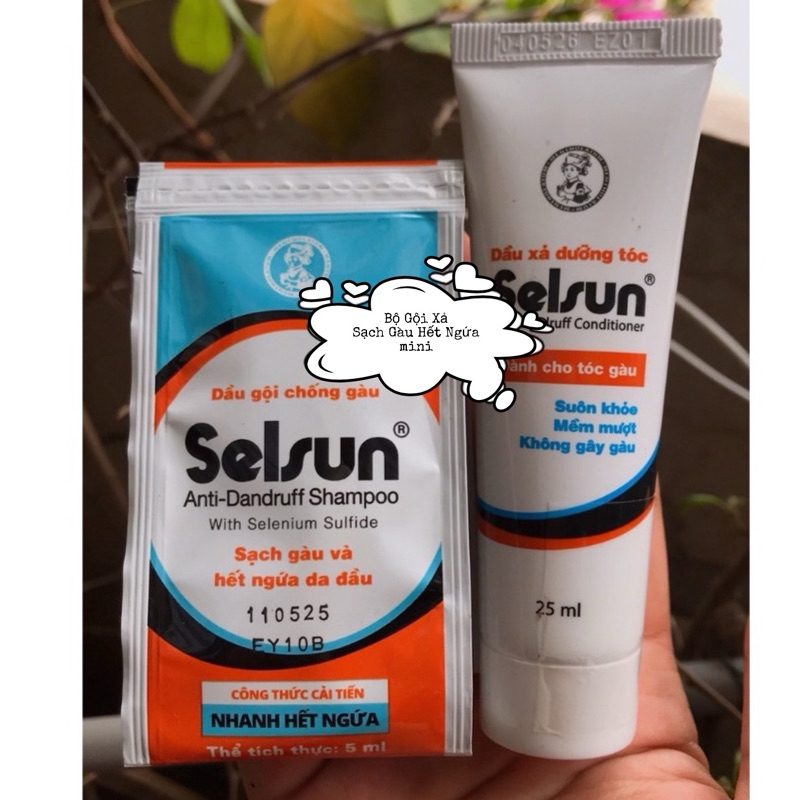 040526 EZ01
Dầu xả dưỡng tóc
Selsun®
Conditioner
cho tóc gàu
Suôn khỏe
Mềm mượt
Không gây gàu
25 ml
Bộ Gội Xả
Sạch Gàu Hết Ngứa
mini
Dầu gội chống gàu
Selsun®
Anti-Dandruff Shampoo
With Selenium Sulfide
Sạch gàu và
hết ngứa da đầu
110525
EY10B
CÔNG THỨC CẢI TIẾN
NHANH HẾT NGỨA
Thể tích thực: 5 ml